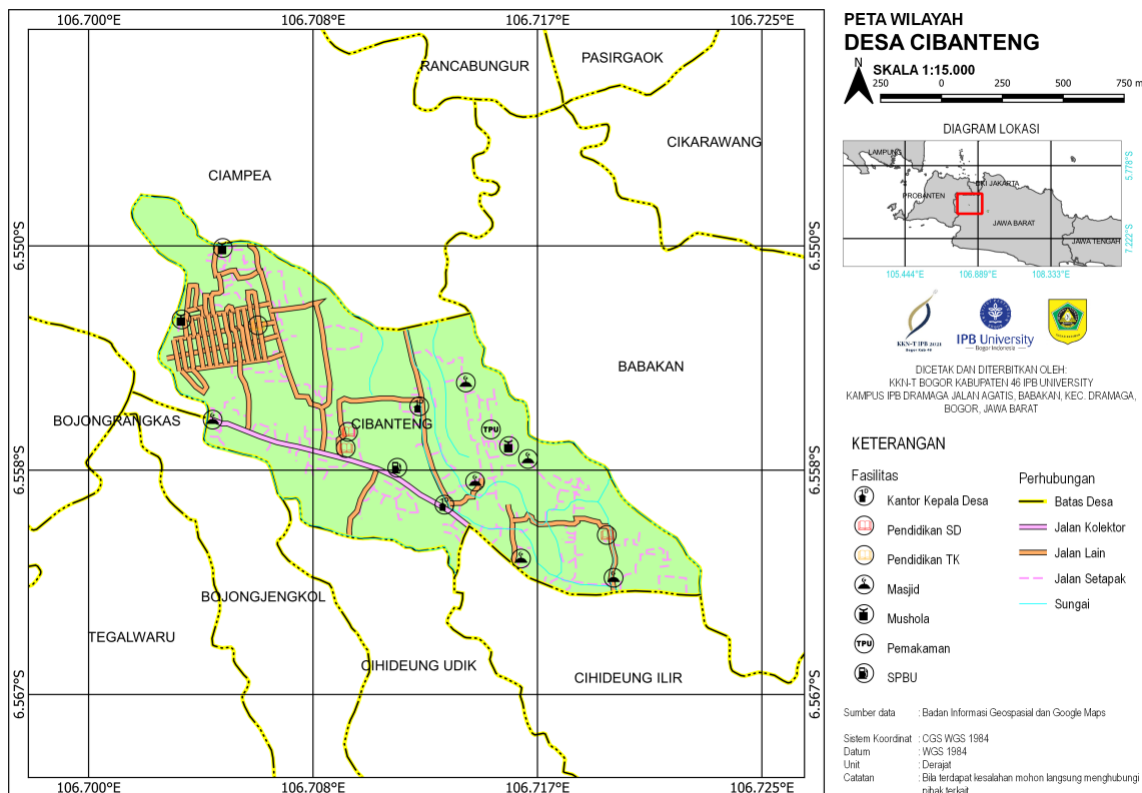 106.700°E 106.708°E 106.717°E 106.725°E
6.550°S
6.558°S
6.567°S
RANCABUNGUR
PASIRGAOK
CIKARAWANG
CIAMPEA
BABAKAN
BOJONGRANGKAS
CIBANTENG
TPU
BOJONGJENGKOL
TEGALWARU
CIHIDEUNG UDIK
CIHIDEUNG ILIR
6.550°S
6.558°S
6.567°S
106.700°E 106.708°E 106.717°E 106.725°E
PETA WILAYAH
DESA CIBANTENG
N
SKALA 1:15.000
250 0 250 500 750 m
DIAGRAM LOKASI
LAMPUNG
DKI JAKARTA
PROBANTEN
JAWA BARAT
JAWA TENGAH
5.778°S
7.222°S
105.444°E 106.889°E 108.333°E
KKN-T IPB
IPB University
Bogor Indonesia
DICETAK DAN DITERBITKAN OLEH:
KKN-T BOGOR KABUPATEN 46 IPB UNIVERSITY
KAMPUS IPB DRAMAGA JALAN AGATIS, BABAKAN, KEC. DRAMAGA,
BOGOR, JAWA BARAT
KETERANGAN
Fasilitas
Kantor Kepala Desa
Pendidikan SD
Pendidikan TK
Masjid
Mushola
TPU Pemakaman
SPBU
Perhubungan
Batas Desa
Jalan Kolektor
Jalan Lain
Jalan Setapak
Sungai
Sumber data : Badan Informasi Geospasial dan Google Maps
Sistem Koordinat : CGS WGS 1984
Datum : WGS 1984
Unit : Derajat
Catatan : Bila terdapat kesalahan mohon langsung menghubungi
pihak terkait